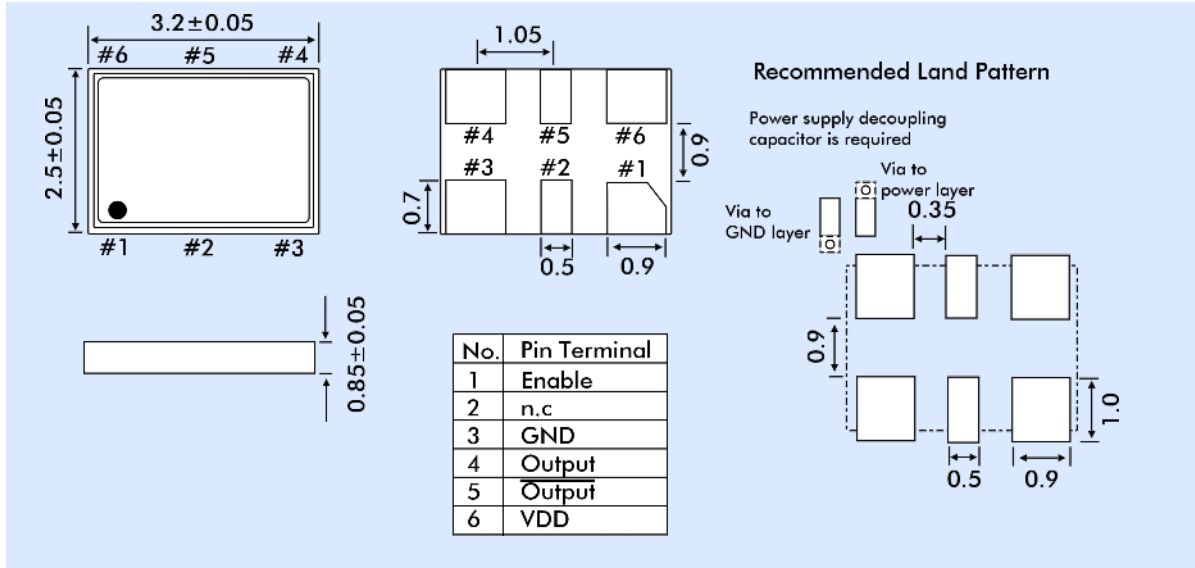 3.2±0.05
#6 #5 #4
2.5±0.05
#1 #2 #3
0.85±0.05
1.05
#4 #5 #6
#3 #2 #1
0.9
0.7
0.5 0.9
No. Pin Terminal
1 Enable
2 n.c
3 GND
4 Output
5 O̅u̅t̅p̅u̅t̅
6 VDD
Recommended Land Pattern
Power supply decoupling
capacitor is required
Via to
power layer
Via to
GND layer
0.35
0.9
1.0
0.5 0.9